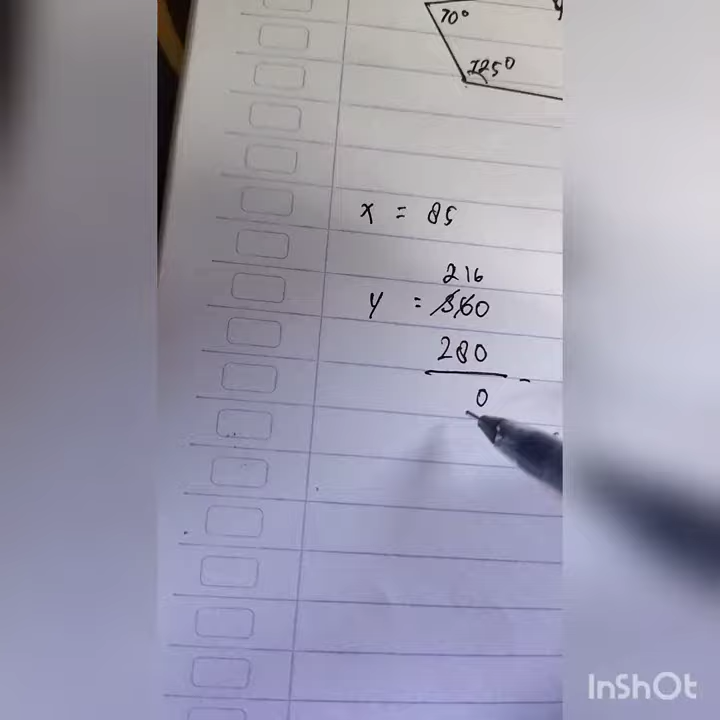 70°
125°
x = 85
216
y = 360
280
0
InShOt